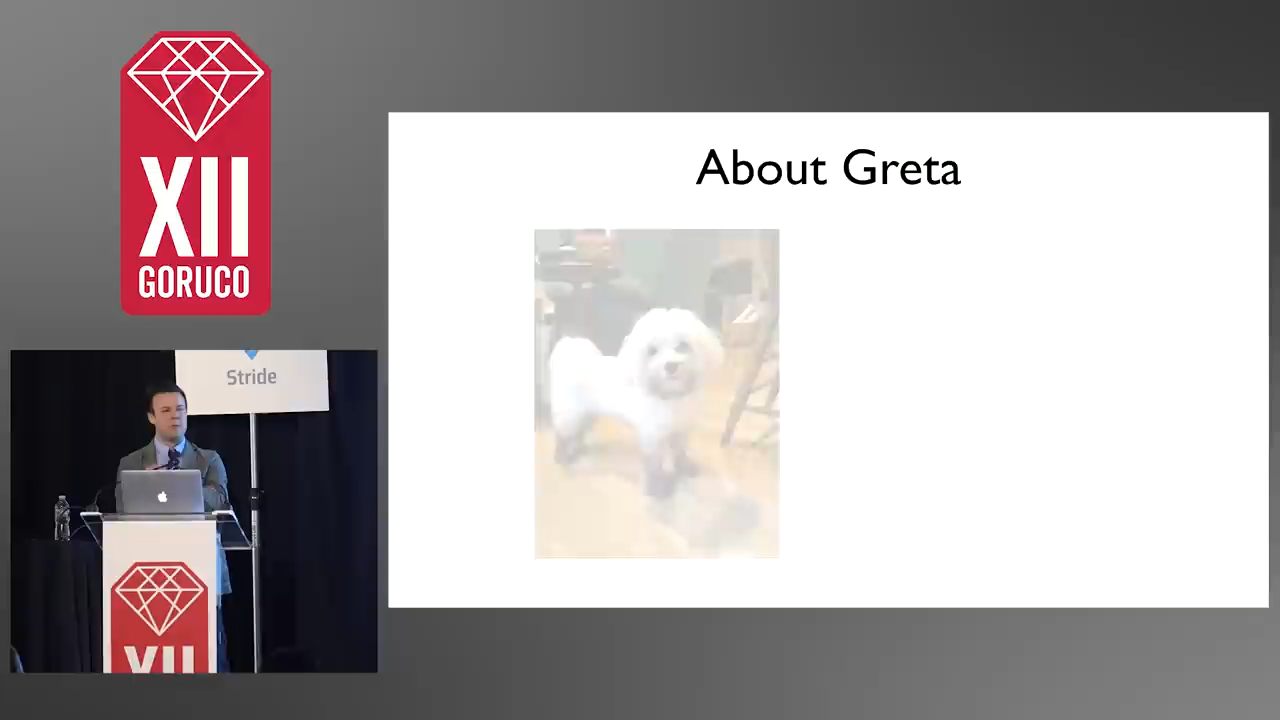 XII
GORUCO
About Greta
Stride
XII